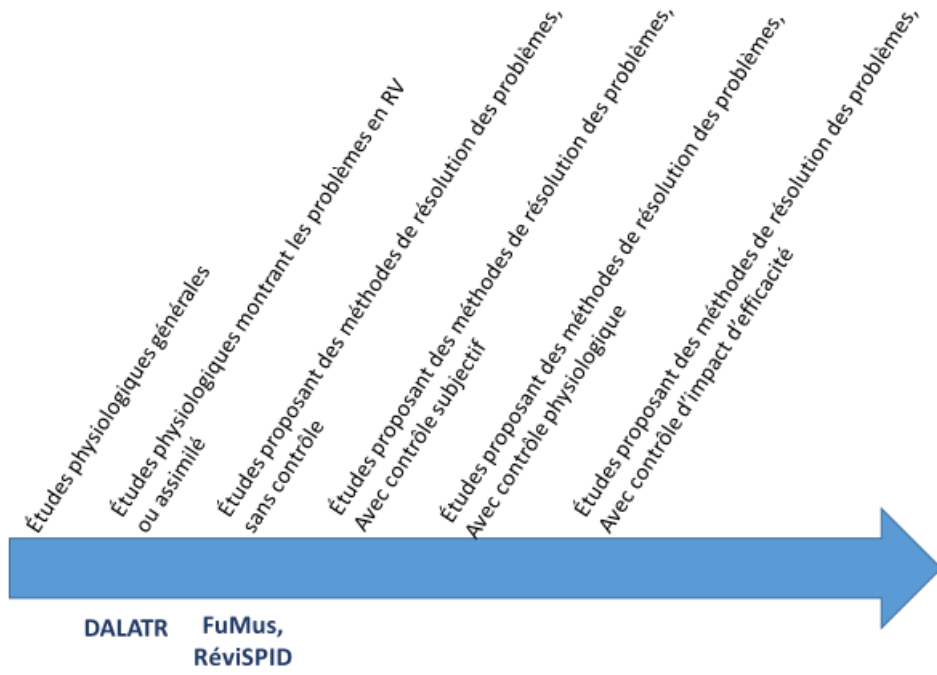 Études physiologiques générales
Études physiologiques montrant les problèmes en RV
ou assimilé
Études proposant des méthodes de résolution des problèmes,
sans contrôle
Études proposant des méthodes de résolution des problèmes,
Avec contrôle subjectif
Études proposant des méthodes de résolution des problèmes,
Avec contrôle physiologique
Études proposant des méthodes de résolution des problèmes,
Avec contrôle d'impact d'efficacité
DALATR
FuMus,
RéviSPID